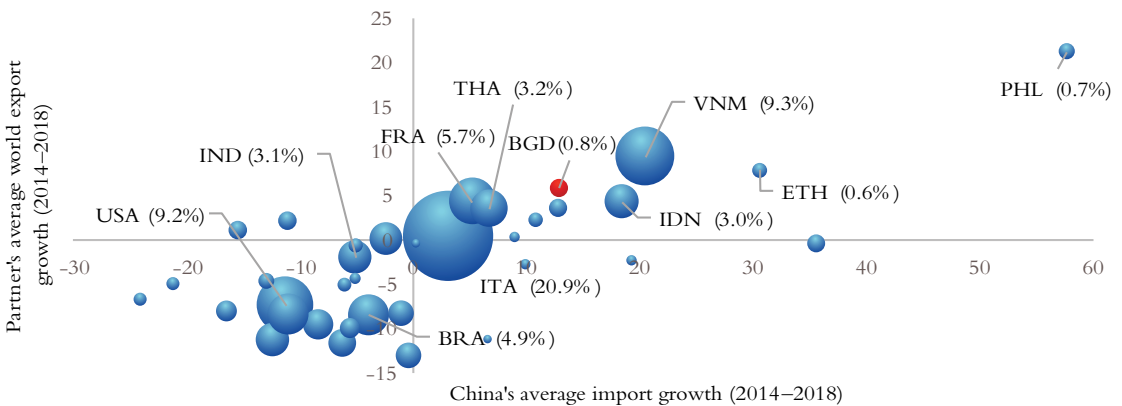 25
20
THA (3.2%)
PHL (0.7%)
15
VNM (9.3%)
FRA (5.7%)
BGD(0.8%)
10
IND (3.1%)
5
ETH (0.6%)
USA (9.2%)
IDN (3.0%)
-30
-20
-10
0
0
10
20
30
40
50
60
-5
ITA (20.9%)
-10
BRA (4.9%)
-15
Partner's average world export
growth (2014–2018)
China's average import growth (2014–2018)